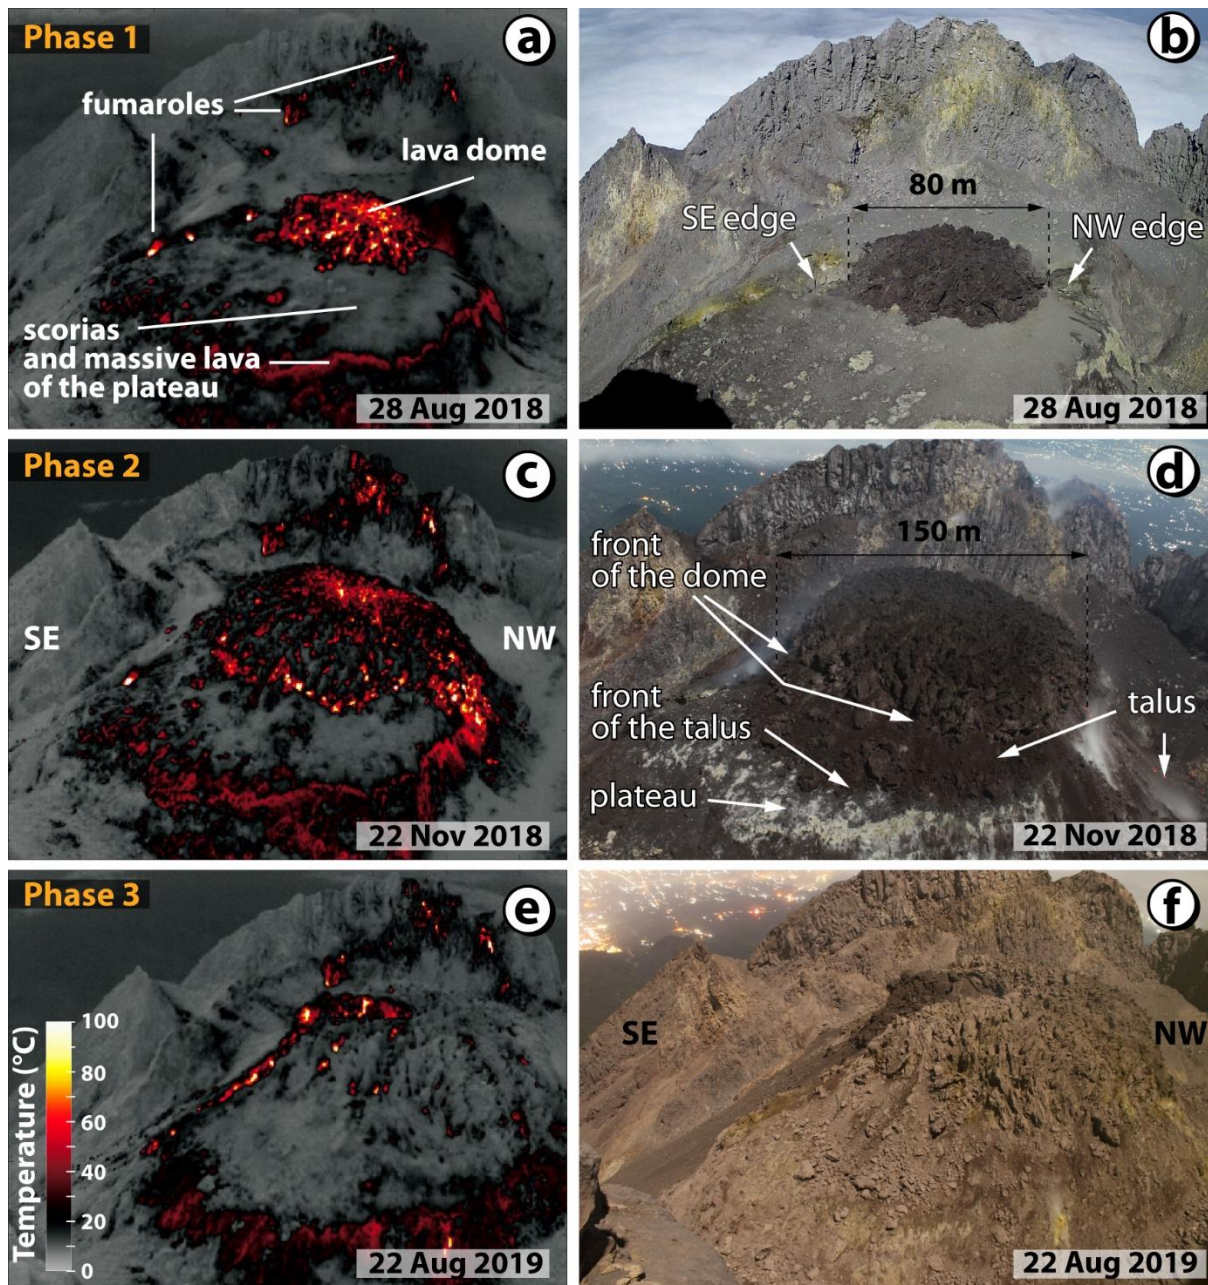 Phase 1
a
fumaroles
lava dome
scorias
and massive lava
of the plateau
28 Aug 2018
b
80 m
SE edge
NW edge
28 Aug 2018
Phase 2
c
SE
NW
22 Nov 2018
d
150 m
front
of the dome
front
of the talus
talus
plateau
22 Nov 2018
Phase 3
e
Temperature (°C)
100
80
60
40
20
0
22 Aug 2019
f
SE
NW
22 Aug 2019